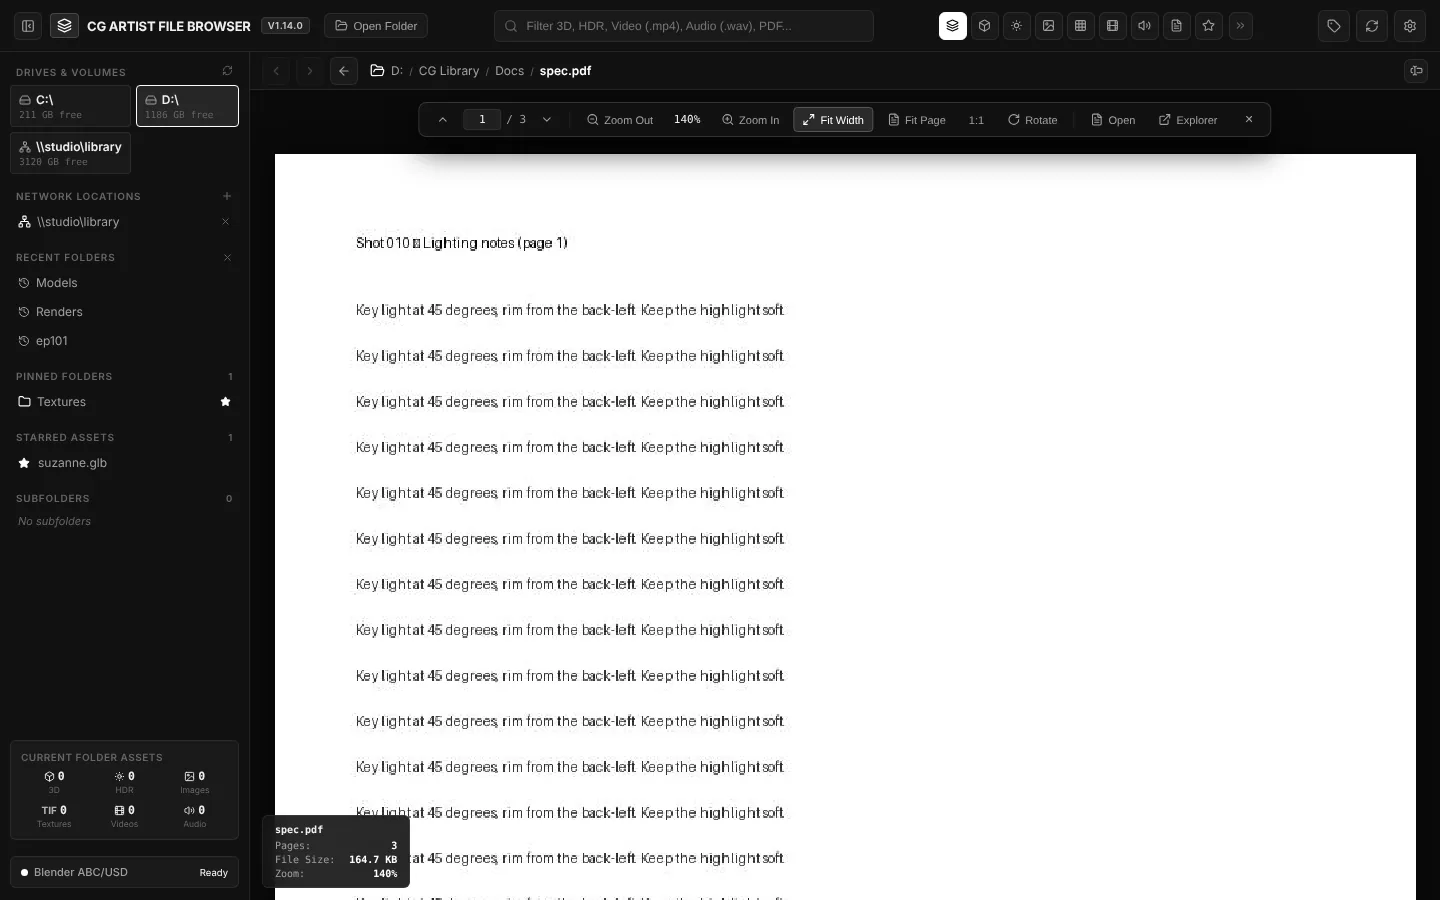 CG ARTIST FILE BROWSER V1.14.0 Open Folder Filter 3D, HDR, Video (.mp4), Audio (.wav), PDF...
DRIVES & VOLUMES
C:\
211 GB free
D:\
1186 GB free
\\studio\library
3120 GB free
NETWORK LOCATIONS
\\studio\library
RECENT FOLDERS
Models
Renders
ep101
PINNED FOLDERS 1
Textures
STARRED ASSETS 1
suzanne.glb
SUBFOLDERS 0
No subfolders
CURRENT FOLDER ASSETS
0 0 0
3D HDR Images
TIF 0 0 0
Textures Videos Audio
Blender ABC/USD Ready
D: / CG Library / Docs / spec.pdf
1 / 3 Zoom Out 140% Zoom In Fit Width Fit Page 1:1 Rotate Open Explorer
Shot 010 Lighting notes (page 1)
Key light at 45 degrees, rim from the back-left. Keep the highlight soft.
Key light at 45 degrees, rim from the back-left. Keep the highlight soft.
Key light at 45 degrees, rim from the back-left. Keep the highlight soft.
Key light at 45 degrees, rim from the back-left. Keep the highlight soft.
Key light at 45 degrees, rim from the back-left. Keep the highlight soft.
Key light at 45 degrees, rim from the back-left. Keep the highlight soft.
Key light at 45 degrees, rim from the back-left. Keep the highlight soft.
Key light at 45 degrees, rim from the back-left. Keep the highlight soft.
Key light at 45 degrees, rim from the back-left. Keep the highlight soft.
Key light at 45 degrees, rim from the back-left. Keep the highlight soft.
Key light at 45 degrees, rim from the back-left. Keep the highlight soft.
Key light at 45 degrees, rim from the back-left. Keep the highlight soft.
at 45 degrees, rim from the back-left. Keep the highlight soft.
spec.pdf
Pages: 3
File Size: 164.7 KB
Zoom: 140%